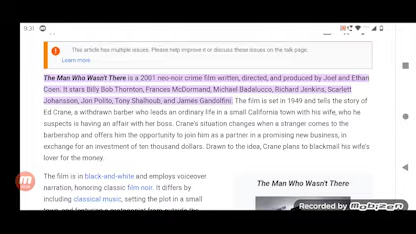 9:31
This article has multiple issues. Please help improve it or discuss these issues on the talk page.
Learn more
The Man Who Wasn't There is a 2001 neo-noir crime film written, directed, and produced by Joel and Ethan
Coen. It stars Billy Bob Thornton, Frances McDormand, Michael Badalucco, Richard Jenkins, Scarlett
Johansson, Jon Polito, Tony Shalhoub, and James Gandolfini. The film is set in 1949 and tells the story of
Ed Crane, a withdrawn barber who leads an ordinary life in a small California town with his wife, who he
suspects is having an affair with her boss. Crane's situation changes when a stranger comes to the
barbershop and offers him the opportunity to join him as a partner in a promising new business, in
exchange for an investment of ten thousand dollars. Drawn to the idea, Crane plans to blackmail his wife's
lover for the money.
The film is in black-and-white and employs voiceover
narration, honoring classic film noir. It differs by
including classical music, setting the plot in a small
The Man Who Wasn't There
Recorded by Mobizen